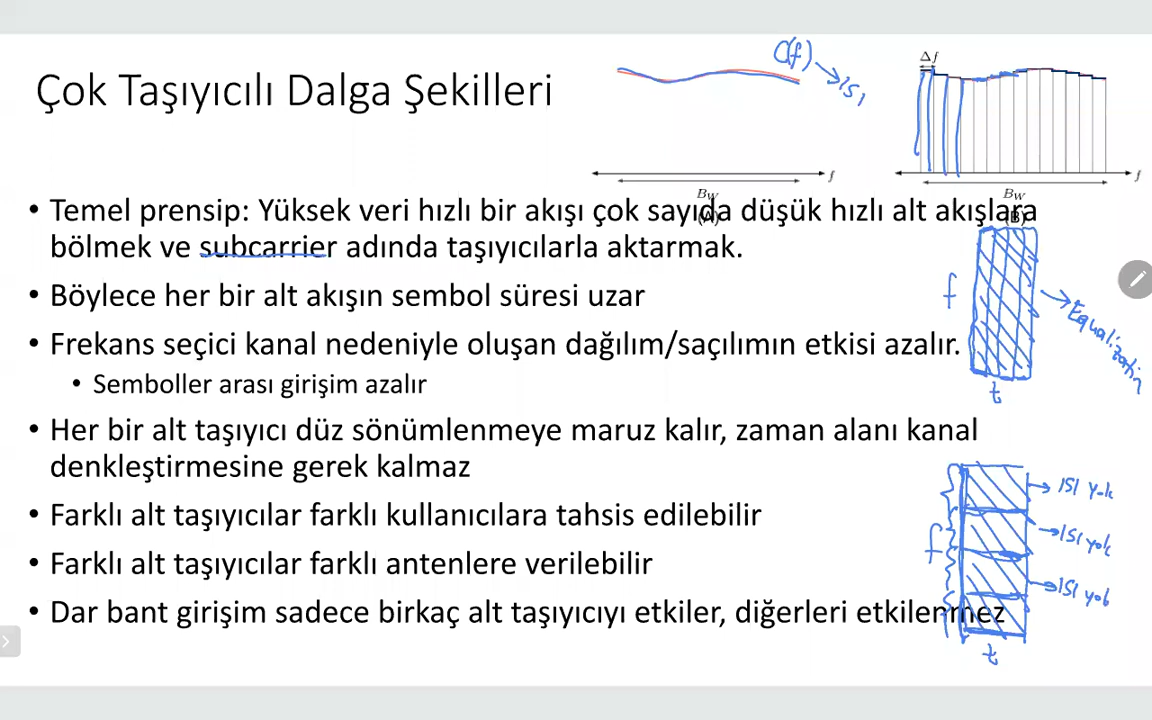 Çok Taşıyıcılı Dalga Şekilleri
C(f) → ISI
Δf
f
f
B_W
B_W
(A)
(B)
• Temel prensip: Yüksek veri hızlı bir akışı çok sayıda düşük hızlı alt akışlara
bölmek ve subcarrier adında taşıyıcılarla aktarmak.
• Böylece her bir alt akışın sembol süresi uzar
f
→ Equalization
• Frekans seçici kanal nedeniyle oluşan dağılım/saçılımın etkisi azalır.
• Semboller arası girişim azalır
t
• Her bir alt taşıyıcı düz sönümlenmeye maruz kalır, zaman alanı kanal
denkleştirmesine gerek kalmaz
→ ISI yok
• Farklı alt taşıyıcılar farklı kullanıcılara tahsis edilebilir
f
→ ISI yok
• Farklı alt taşıyıcılar farklı antenlere verilebilir
→ ISI yok
• Dar bant girişim sadece birkaç alt taşıyıcıyı etkiler, diğerleri etkilenmez
t